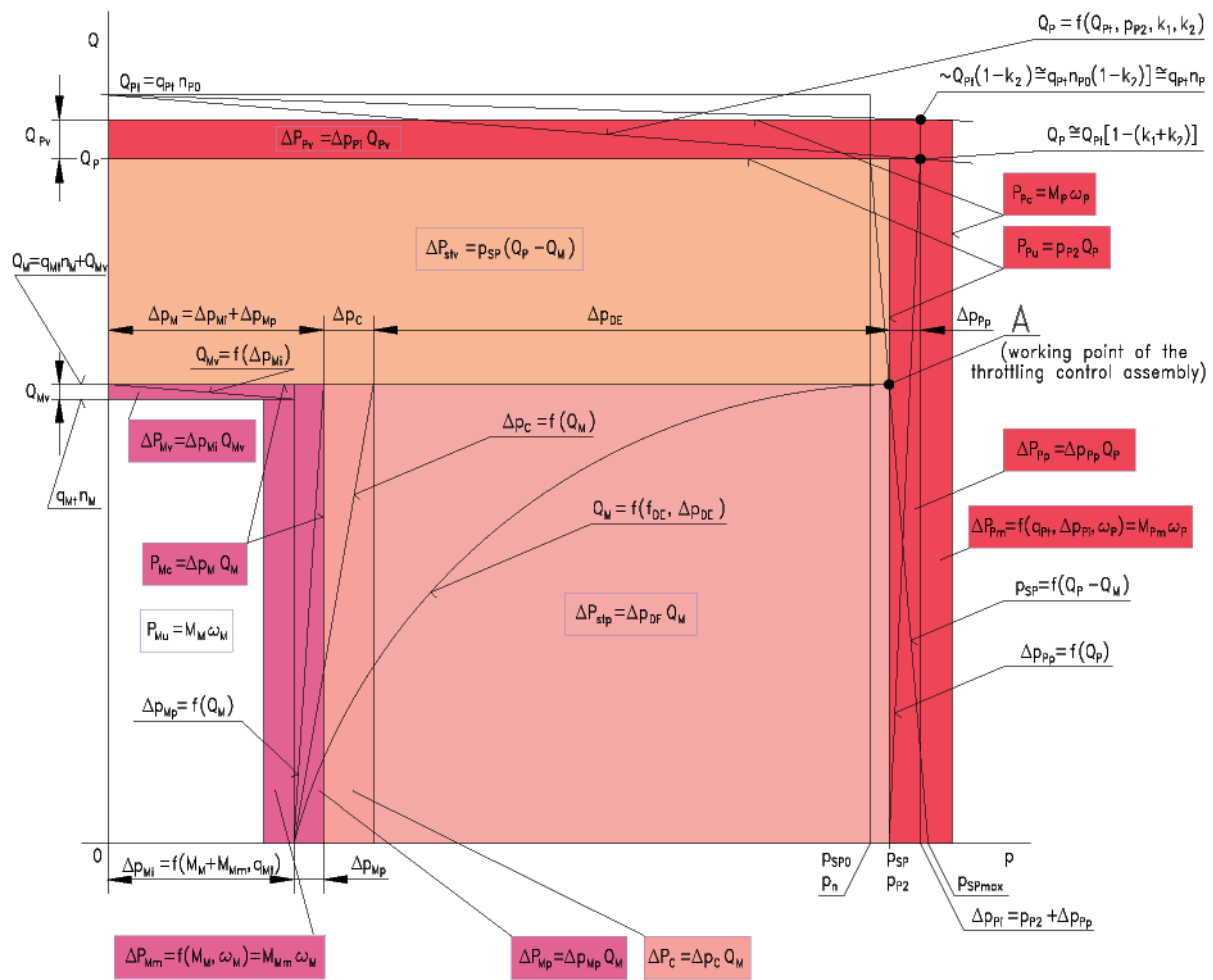 Q
Q_P = f(Q_Pt, p_P2, k_1, k_2)
Q_Pt = q_Pt n_P0
~Q_Pt(1-k_2) ≅ q_Pt n_P0(1-k_2)] ≅ q_Pt n_P
Q_Pv
ΔP_Pv = Δp_Pi Q_Pv
Q_P ≅ Q_Pt[1-(k_1+k_2)]
Q_P
P_Pc = M_P ω_P
ΔP_stv = p_SP(Q_P - Q_M)
P_Pu = p_P2 Q_P
Q_M = q_Mt n_M + Q_Mv
Δp_M = Δp_Mi + Δp_Mp
Δp_C
Δp_DE
Δp_Pp
A
(working point of the
throttling control assembly)
Q_Mv = f(Δp_Mi)
Q_Mv
Δp_C = f(Q_M)
ΔP_Mv = Δp_Mi Q_Mv
ΔP_Pp = Δp_Pp Q_P
q_Mt n_M
Q_M = f(f_DE, Δp_DE)
ΔP_Pm = f(q_Pt, Δp_Pi, ω_P) = M_Pm ω_P
P_Mc = Δp_M Q_M
p_SP = f(Q_P - Q_M)
P_Mu = M_M ω_M
ΔP_stp = Δp_DE Q_M
Δp_Pp = f(Q_P)
Δp_Mp = f(Q_M)
0
Δp_Mi = f(M_M + M_Mm, q_Mt)
Δp_Mp
p_SP0
p_SP
p
p_n
p_P2
p_SPmax
Δp_Pi = p_P2 + Δp_Pp
ΔP_Mm = f(M_M, ω_M) = M_Mm ω_M
ΔP_Mp = Δp_Mp Q_M
ΔP_C = Δp_C Q_M